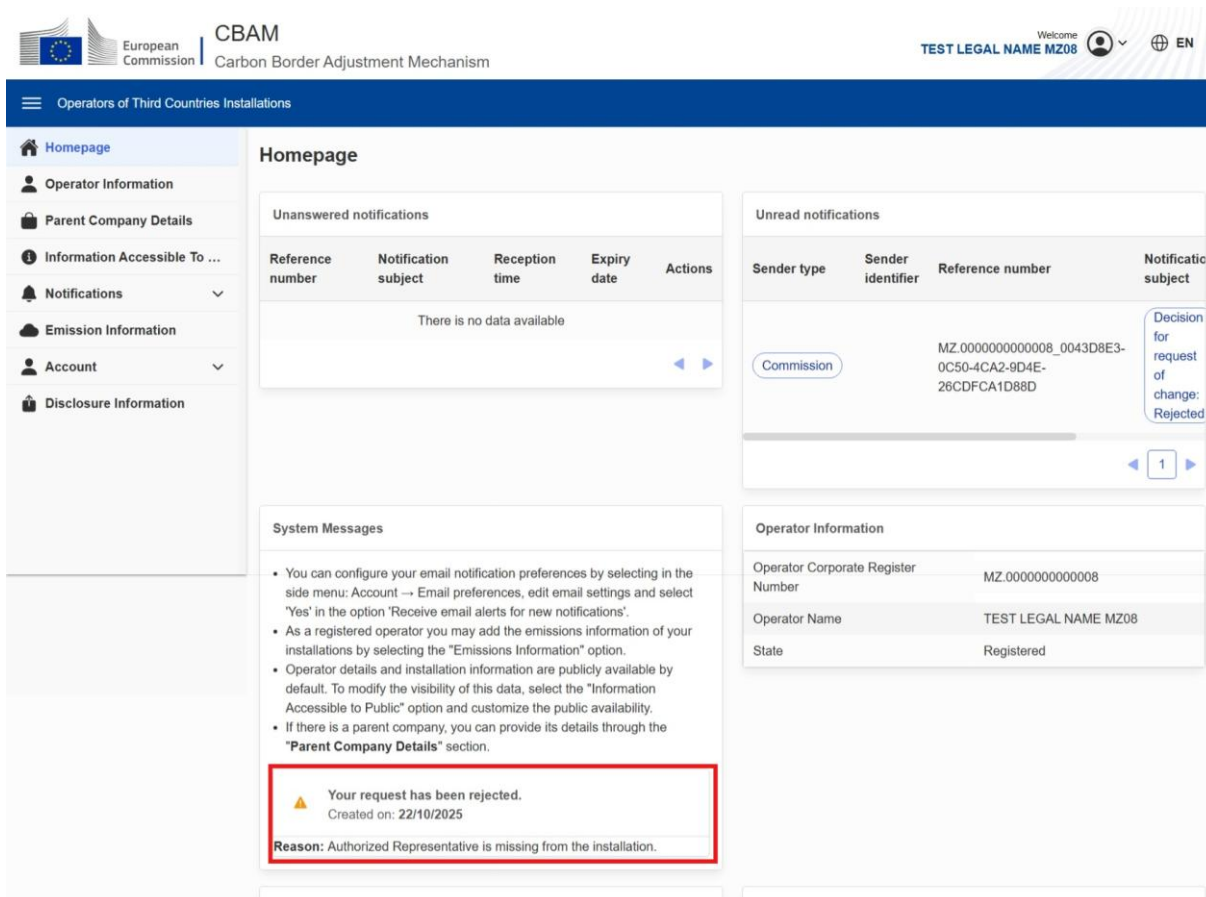 European
Commission
CBAM
Carbon Border Adjustment Mechanism
Welcome
TEST LEGAL NAME MZ08
EN
Operators of Third Countries Installations
Homepage
Operator Information
Parent Company Details
Information Accessible To ...
Notifications
Emission Information
Account
Disclosure Information
Homepage
Unanswered notifications
Reference
number
Notification
subject
Reception
time
Expiry
date
Actions
There is no data available
Unread notifications
Sender type
Sender
identifier
Reference number
Notificatic
subject
Commission
MZ.0000000000008_0043D8E3-
0C50-4CA2-9D4E-
26CDFCA1D88D
Decision
for
request
of
change:
Rejected
1
System Messages
• You can configure your email notification preferences by selecting in the
side menu: Account → Email preferences, edit email settings and select
'Yes' in the option 'Receive email alerts for new notifications'.
• As a registered operator you may add the emissions information of your
installations by selecting the "Emissions Information" option.
• Operator details and installation information are publicly available by
default. To modify the visibility of this data, select the "Information
Accessible to Public" option and customize the public availability.
• If there is a parent company, you can provide its details through the
"Parent Company Details" section.
Your request has been rejected.
Created on: 22/10/2025
Reason: Authorized Representative is missing from the installation.
Operator Information
Operator Corporate Register
Number
MZ.0000000000008
Operator Name
TEST LEGAL NAME MZ08
State
Registered